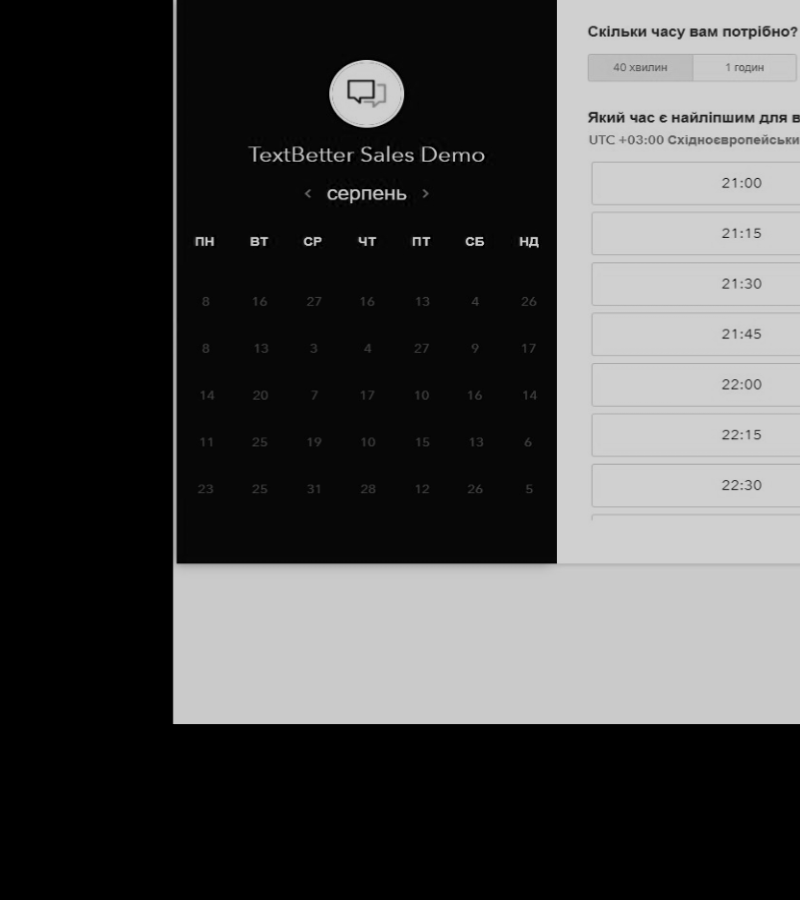 TextBetter Sales Demo
< серпень >
ПН ВТ СР ЧТ ПТ СБ НД
8 16 27 16 13 4 26
8 13 3 4 27 9 17
14 20 7 17 10 16 14
11 25 19 10 15 13 6
23 25 31 28 12 26 5
Скільки часу вам потрібно?
40 хвилин 1 годин
Який час є найліпшим для в
UTC +03:00 Східноєвропейськи
21:00
21:15
21:30
21:45
22:00
22:15
22:30